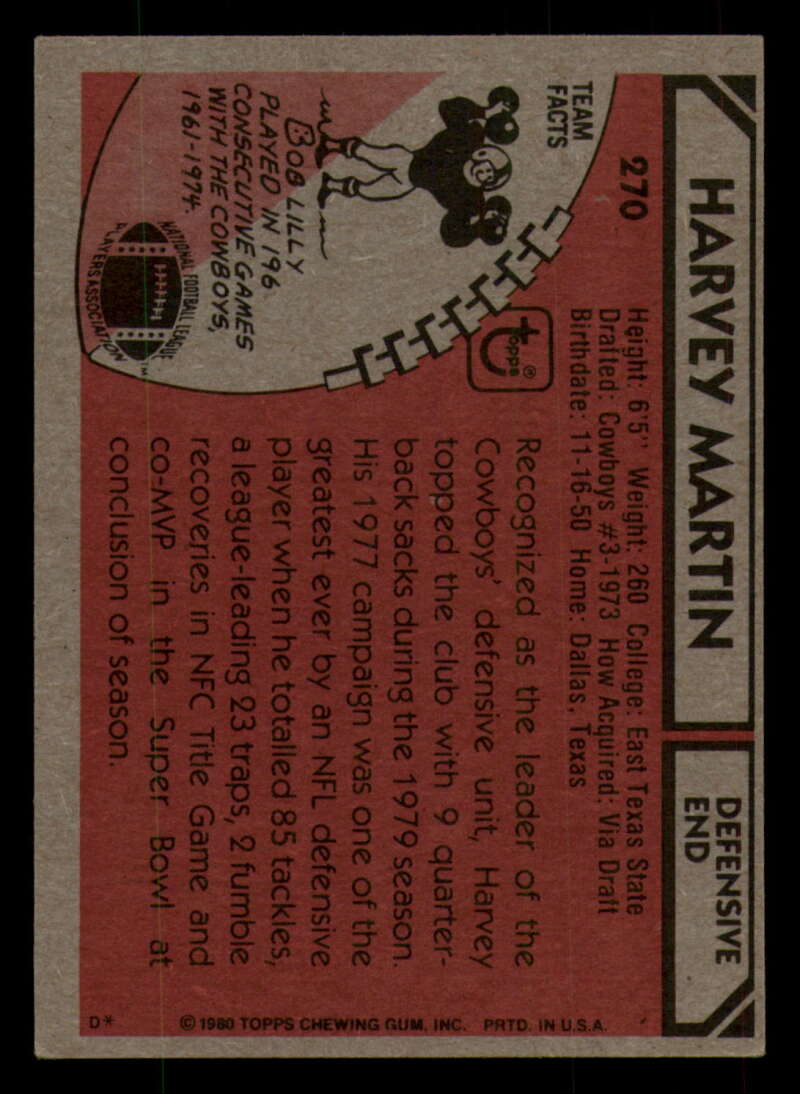 HARVEY MARTIN
DEFENSIVE
END
270
Height: 6'5" Weight: 260 College: East Texas State
Drafted: Cowboys #3-1973 How Acquired: Via Draft
Birthdate: 11-16-50 Home: Dallas, Texas
TEAM
FACTS
BOB LILLY
PLAYED IN 196
CONSECUTIVE GAMES
WITH THE COWBOYS,
1961-1974.
NATIONAL FOOTBALL LEAGUE
PLAYERS ASSOCIATION
TM
topps®
Recognized as the leader of the
Cowboys' defensive unit, Harvey
topped the club with 9 quarter-
back sacks during the 1979 season.
His 1977 campaign was one of the
greatest ever by an NFL defensive
player when he totalled 85 tackles,
a league-leading 23 traps, 2 fumble
recoveries in NFC Title Game and
co-MVP in the Super Bowl at
conclusion of season.
D* © 1980 TOPPS CHEWING GUM, INC. PRTD. IN U.S.A.